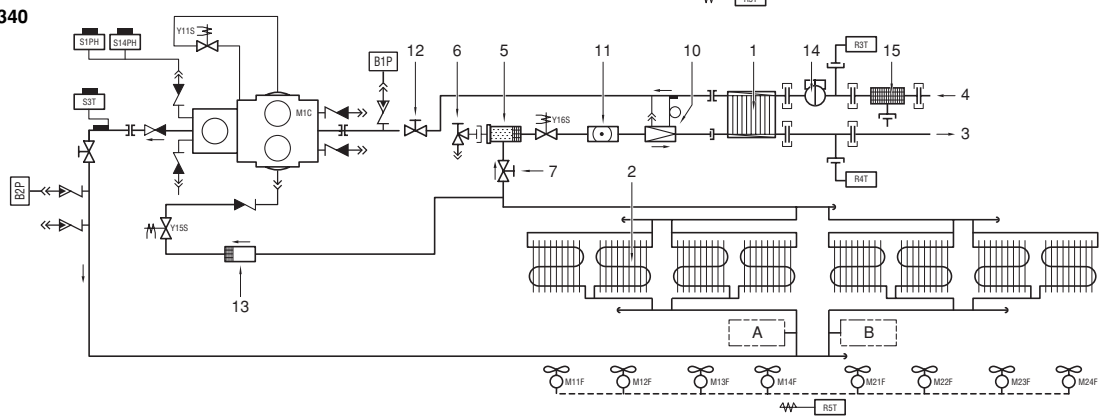 340
Y11S
S1PH
S14PH
R3T
12
6
5
11
10
1
14
15
B1P
S3T
M1C
4
Y16S
3
7
2
R4T
B2P
Y15S
13
A
B
M11F
M12F
M13F
M14F
M21F
M22F
M23F
M24F
R5T